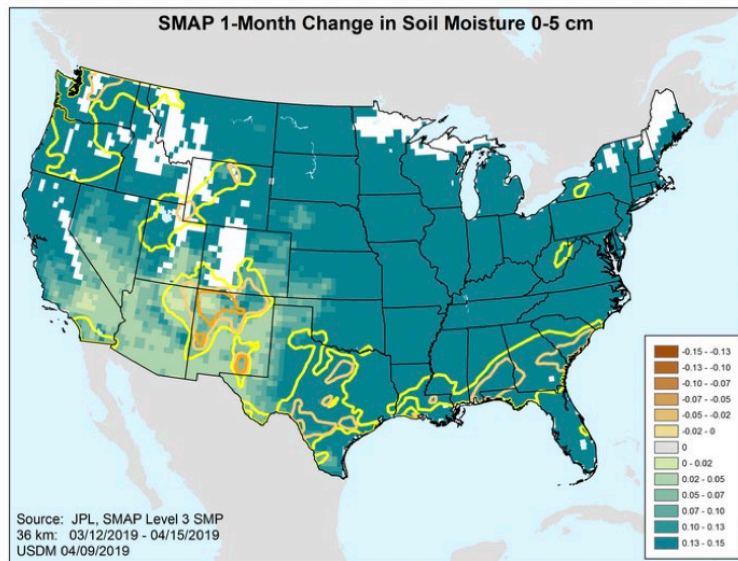 SMAP 1-Month Change in Soil Moisture 0-5 cm
-0.15 - -0.13
-0.13 - -0.10
-0.10 - -0.07
-0.07 - -0.05
-0.05 - -0.02
-0.02 - 0
0
0 - 0.02
0.02 - 0.05
0.05 - 0.07
0.07 - 0.10
0.10 - 0.13
0.13 - 0.15
Source: JPL, SMAP Level 3 SMP
36 km: 03/12/2019 - 04/15/2019
USDM 04/09/2019